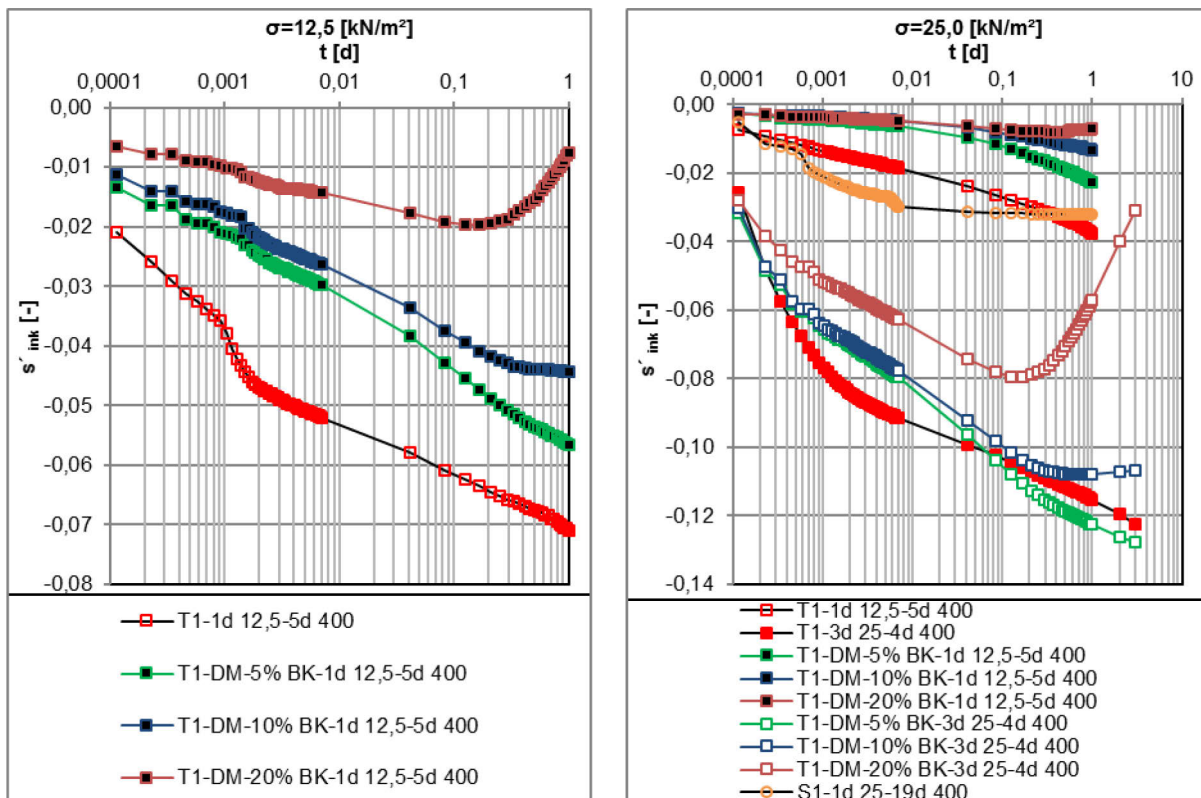 σ=12,5 [kN/m²]
t [d]
0,0001 0,001 0,01 0,1 1
0,00
-0,01
-0,02
-0,03
-0,04
-0,05
-0,06
-0,07
-0,08
s´ ink [-]
T1-1d 12,5-5d 400
T1-DM-5% BK-1d 12,5-5d 400
T1-DM-10% BK-1d 12,5-5d 400
T1-DM-20% BK-1d 12,5-5d 400
σ=25,0 [kN/m²]
t [d]
0,0001 0,001 0,01 0,1 1 10
0,00
-0,02
-0,04
-0,06
-0,08
-0,10
-0,12
-0,14
s´ ink [-]
T1-1d 12,5-5d 400
T1-3d 25-4d 400
T1-DM-5% BK-1d 12,5-5d 400
T1-DM-10% BK-1d 12,5-5d 400
T1-DM-20% BK-1d 12,5-5d 400
T1-DM-5% BK-3d 25-4d 400
T1-DM-10% BK-3d 25-4d 400
T1-DM-20% BK-3d 25-4d 400
S1-1d 25-19d 400